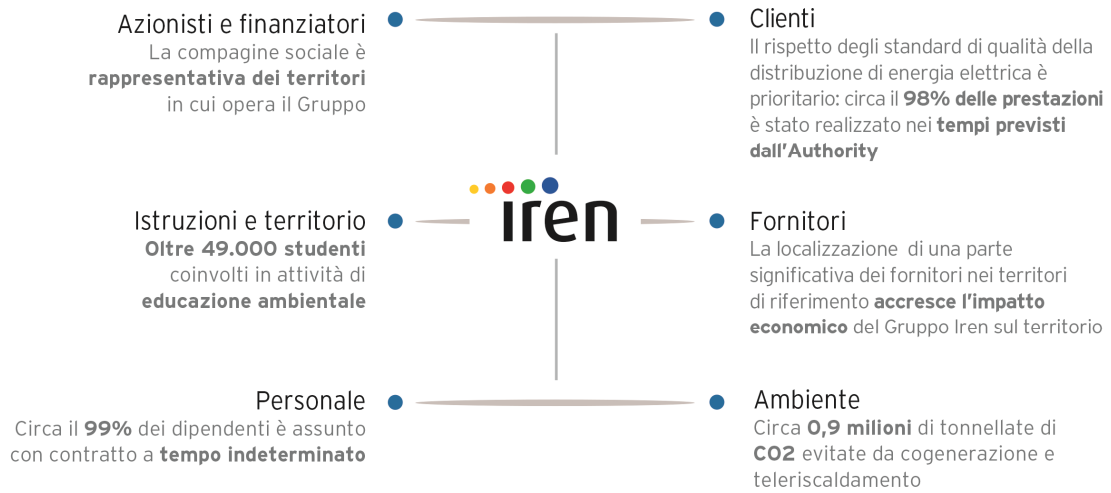 Azionisti e finanziatori
La compagine sociale è
rappresentativa dei territori
in cui opera il Gruppo
Clienti
Il rispetto degli standard di qualità della
distribuzione di energia elettrica è
prioritario: circa il 98% delle prestazioni
è stato realizzato nei tempi previsti
dall'Authority
iren
Istruzioni e territorio
Oltre 49.000 studenti
coinvolti in attività di
educazione ambientale
Fornitori
La localizzazione di una parte
significativa dei fornitori nei territori
di riferimento accresce l'impatto
economico del Gruppo Iren sul territorio
Personale
Circa il 99% dei dipendenti è assunto
con contratto a tempo indeterminato
Ambiente
Circa 0,9 milioni di tonnellate di
CO2 evitate da cogenerazione e
teleriscaldamento